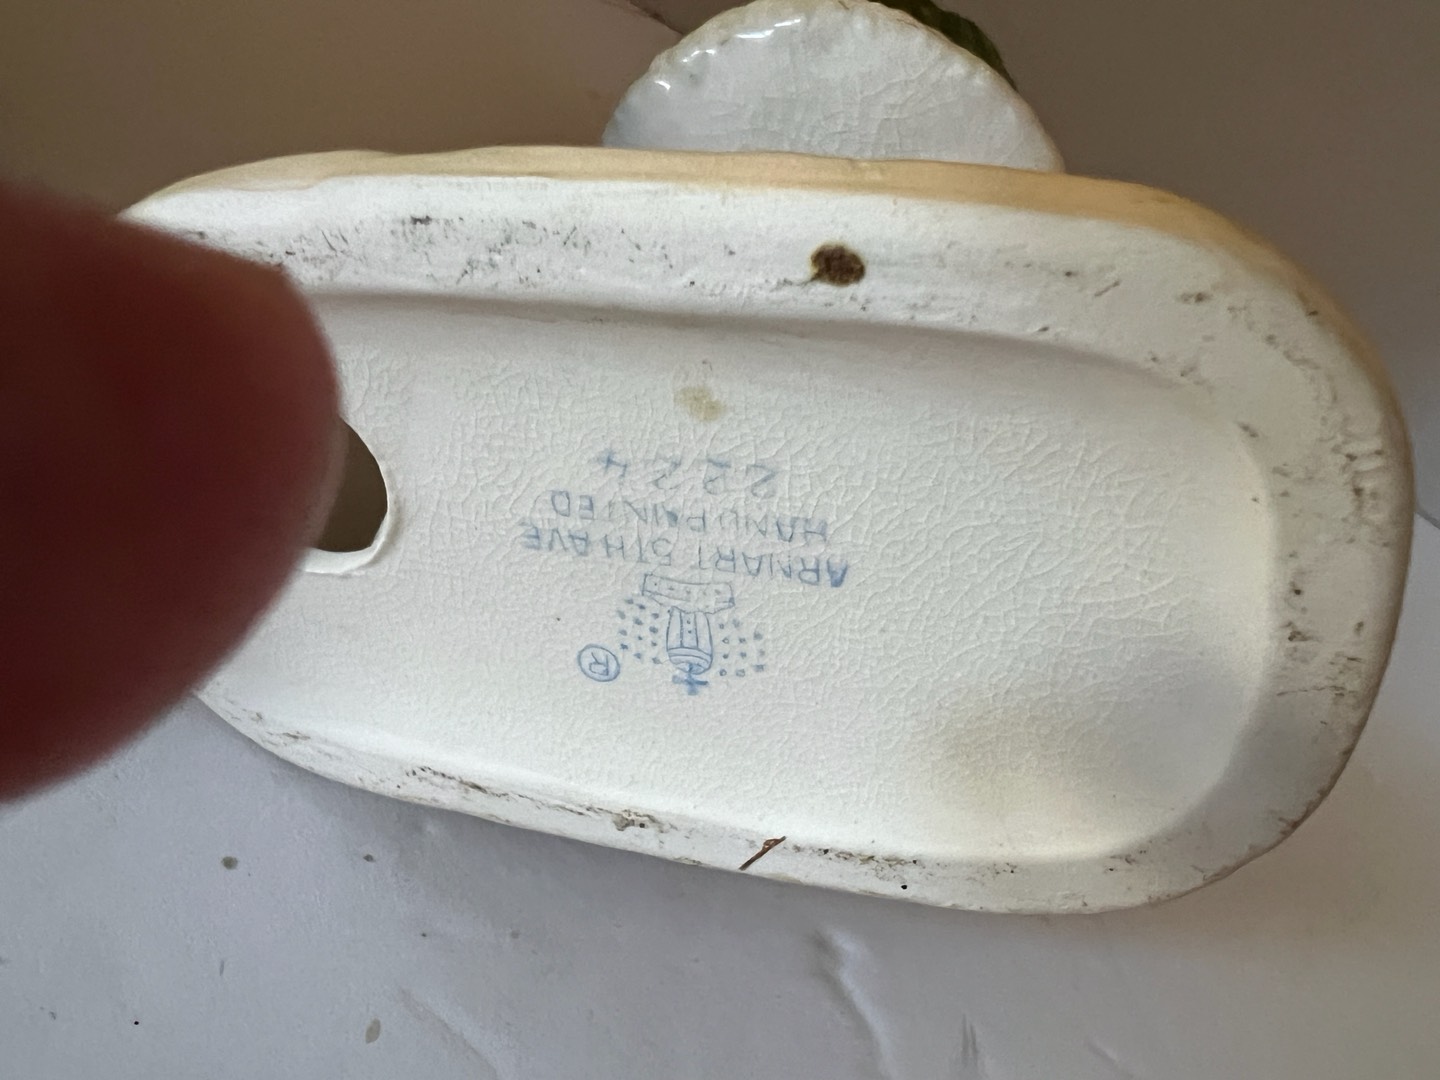 ®
ARNART 5TH AVE
HAND PAINTED
2224